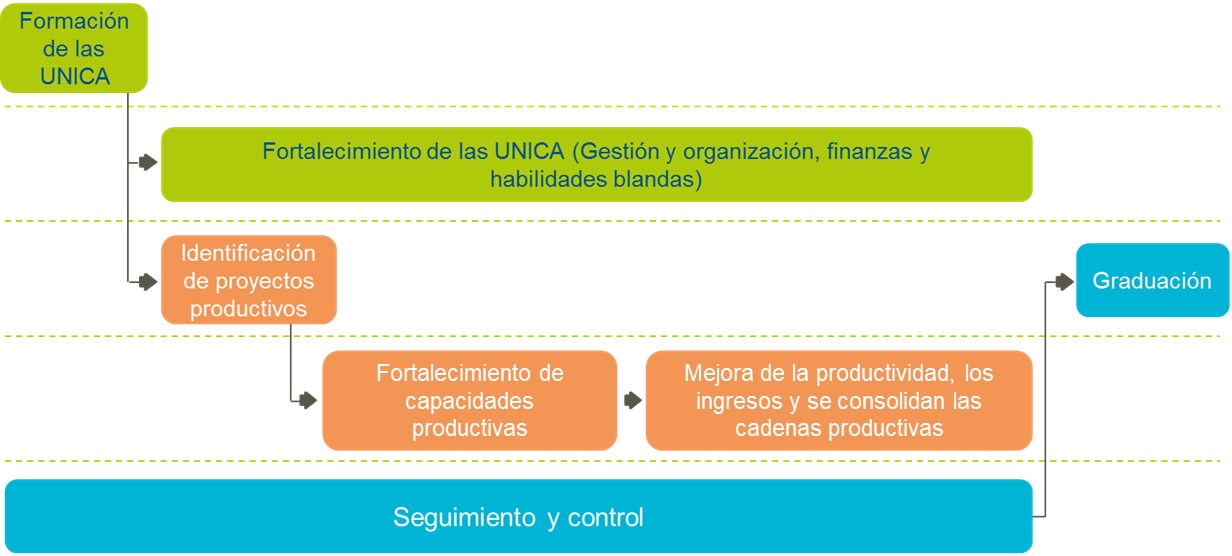 Formación
de las
UNICA
Fortalecimiento de las UNICA (Gestión y organización, finanzas y
habilidades blandas)
Identificación
de proyectos
productivos
Graduación
Fortalecimiento de
capacidades
productivas
Mejora de la productividad, los
ingresos y se consolidan las
cadenas productivas
Seguimiento y control